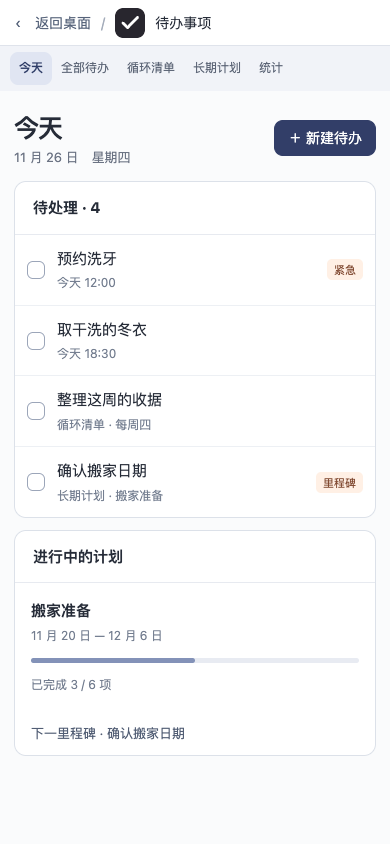 ‹ 返回桌面 / 待办事项
今天 全部待办 循环清单 长期计划 统计
今天
＋ 新建待办
11 月 26 日 星期四
待处理 · 4
预约洗牙
今天 12:00
紧急
取干洗的冬衣
今天 18:30
整理这周的收据
循环清单 · 每周四
确认搬家日期
长期计划 · 搬家准备
里程碑
进行中的计划
搬家准备
11 月 20 日 — 12 月 6 日
已完成 3 / 6 项
下一里程碑 · 确认搬家日期